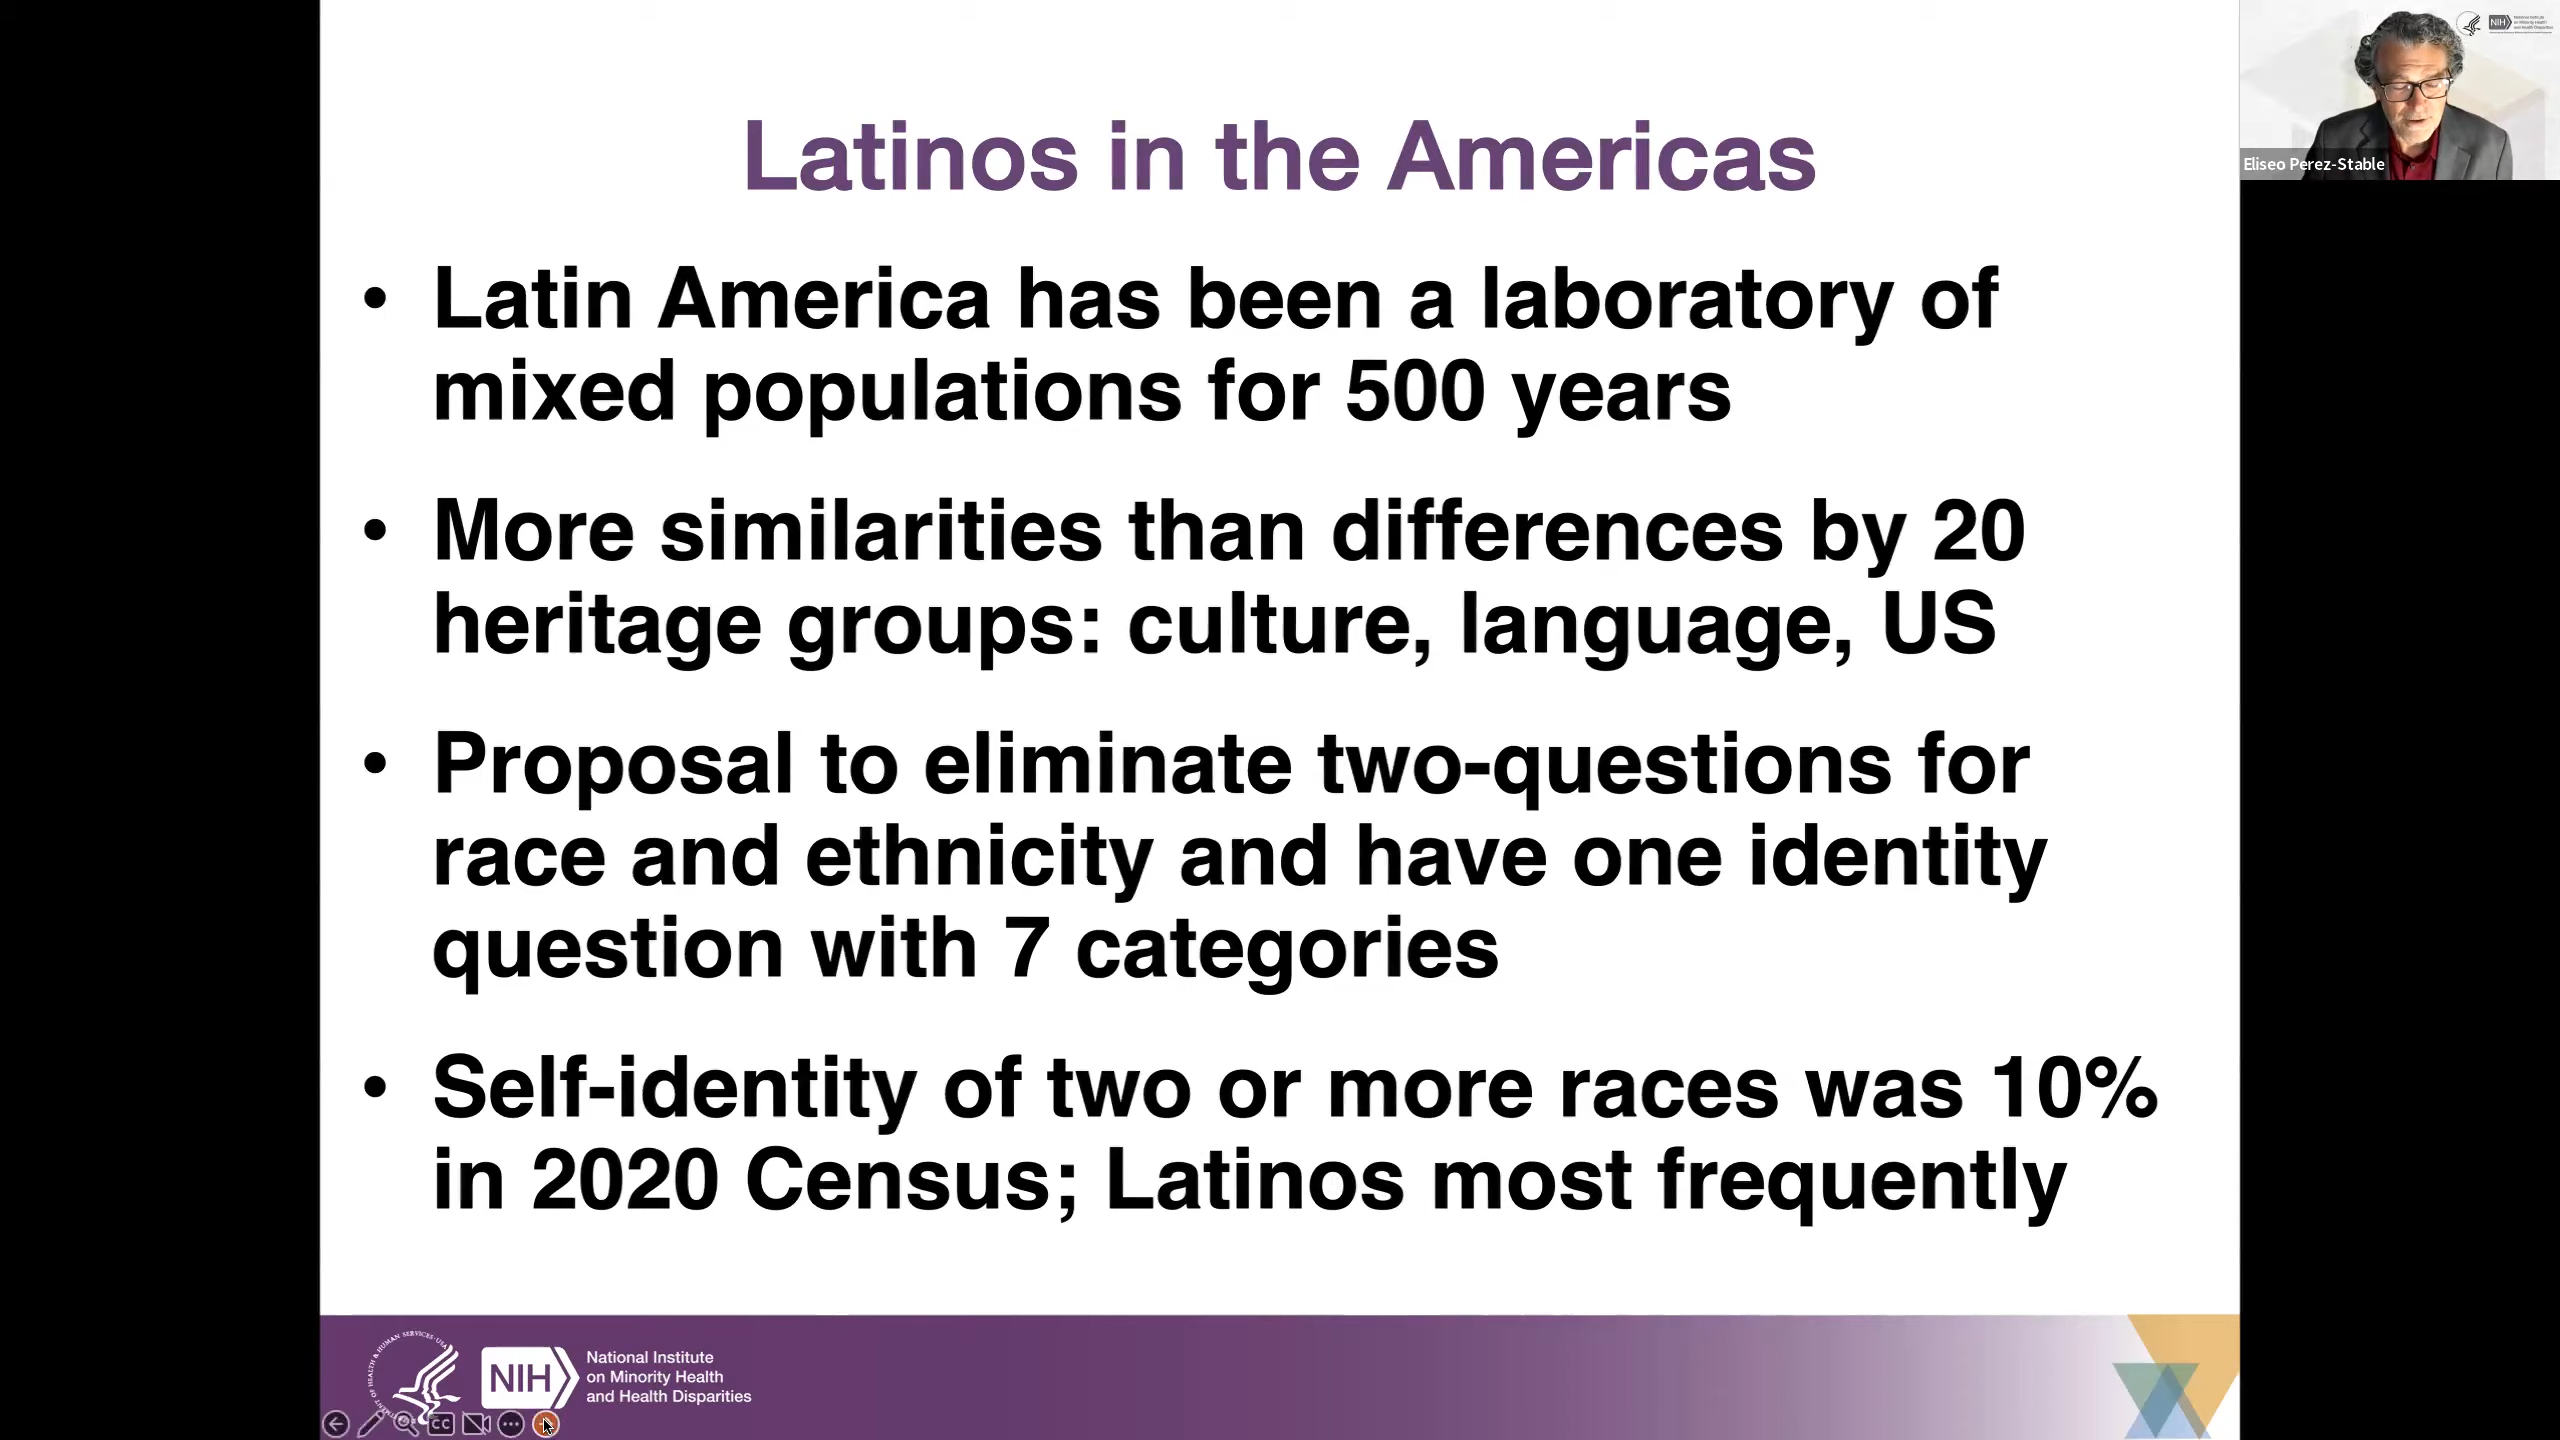 Latinos in the Americas
• Latin America has been a laboratory of
mixed populations for 500 years
• More similarities than differences by 20
heritage groups: culture, language, US
• Proposal to eliminate two-questions for
race and ethnicity and have one identity
question with 7 categories
• Self-identity of two or more races was 10%
in 2020 Census; Latinos most frequently
Eliseo Perez-Stable
NIH
NIH
National Institute
on Minority Health
and Health Disparities
CC